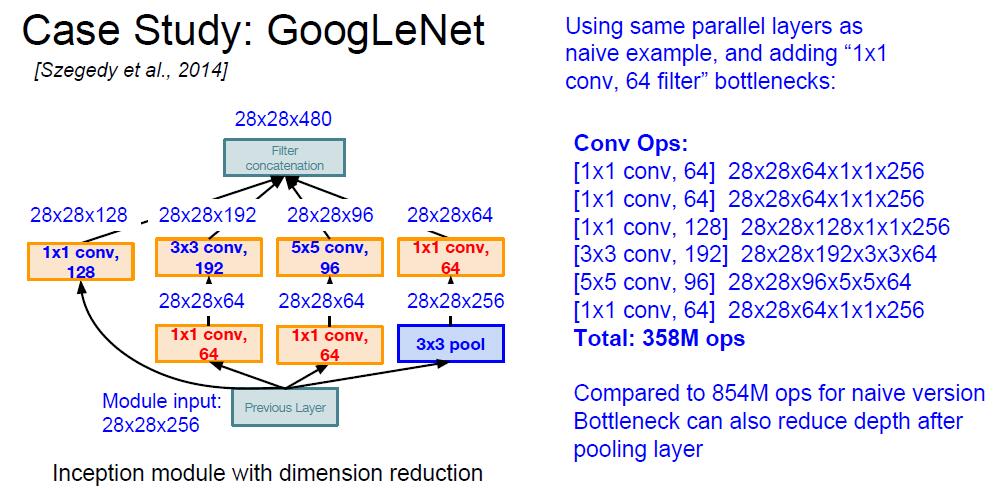 Case Study: GoogLeNet
[Szegedy et al., 2014]
28x28x480
Filter
concatenation
28x28x128
28x28x192
28x28x96
28x28x64
1x1 conv,
128
3x3 conv,
192
5x5 conv,
96
1x1 conv,
64
28x28x64
28x28x64
28x28x256
1x1 conv,
64
1x1 conv,
64
3x3 pool
Module input:
28x28x256
Previous Layer
Inception module with dimension reduction
Using same parallel layers as
naive example, and adding “1x1
conv, 64 filter” bottlenecks:
Conv Ops:
[1x1 conv, 64] 28x28x64x1x1x256
[1x1 conv, 64] 28x28x64x1x1x256
[1x1 conv, 128] 28x28x128x1x1x256
[3x3 conv, 192] 28x28x192x3x3x64
[5x5 conv, 96] 28x28x96x5x5x64
[1x1 conv, 64] 28x28x64x1x1x256
Total: 358M ops
Compared to 854M ops for naive version
Bottleneck can also reduce depth after
pooling layer